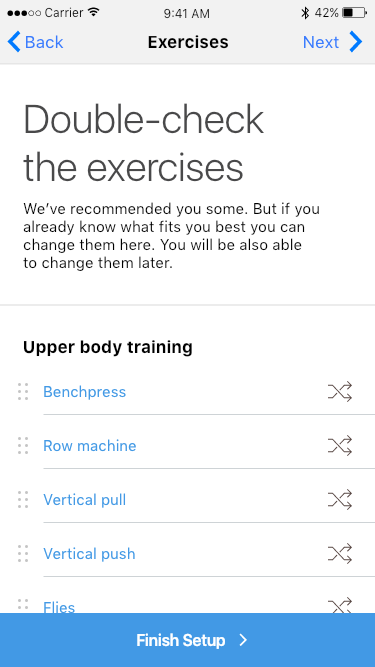 Carrier 9:41 AM 42%
Back Exercises Next
Double-check
the exercises
We’ve recommended you some. But if you
already know what fits you best you can
change them here. You will be also able
to change them later.
Upper body training
Benchpress
Row machine
Vertical pull
Vertical push
Flies
Finish Setup